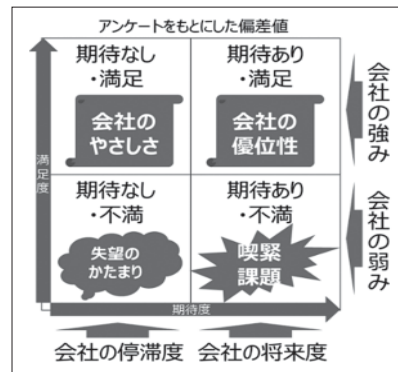 アンケートをもとにした偏差値
期待なし
・満足
期待あり
・満足
会社の
やさしさ
会社の
優位性
会社の強み
満足度
期待なし
・不満
期待あり
・不満
失望の
かたまり
喫緊
課題
会社の弱み
期待度
会社の停滞度
会社の将来度